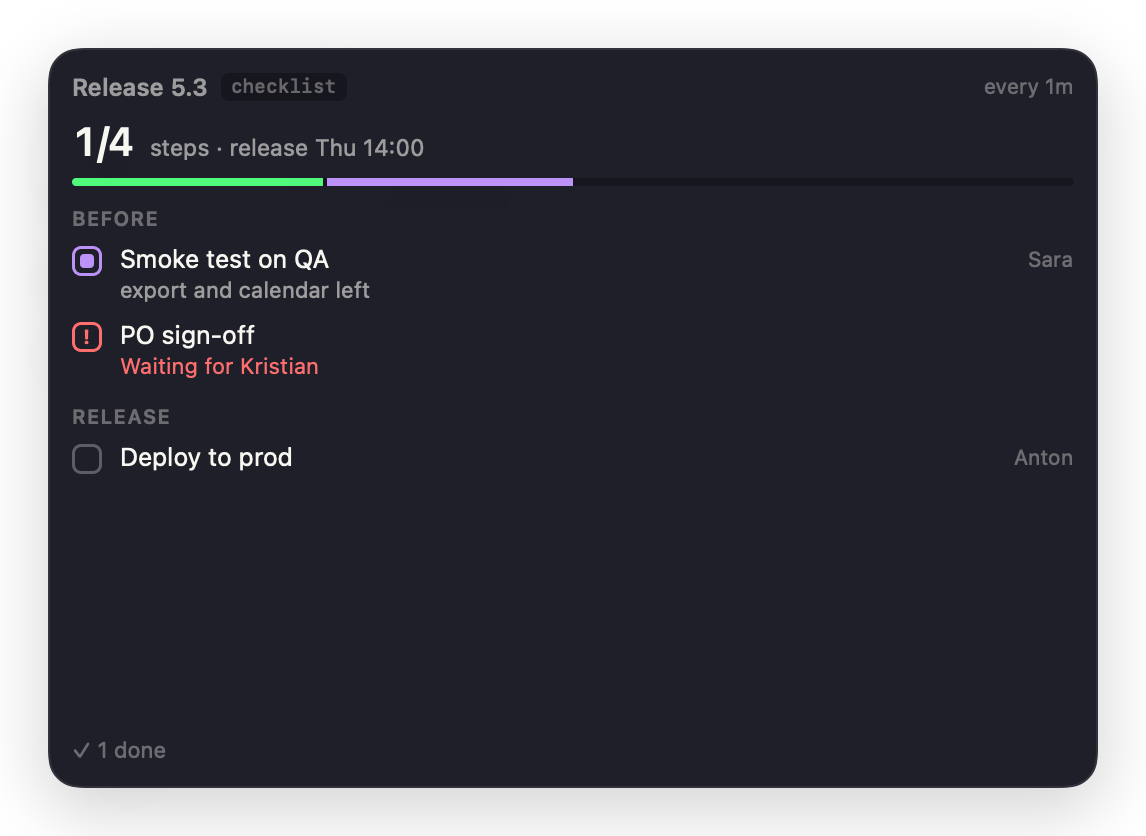 Release 5.3 checklist every 1m
1/4 steps · release Thu 14:00
BEFORE
Smoke test on QA Sara
export and calendar left
! PO sign-off
Waiting for Kristian
RELEASE
Deploy to prod Anton
✓ 1 done